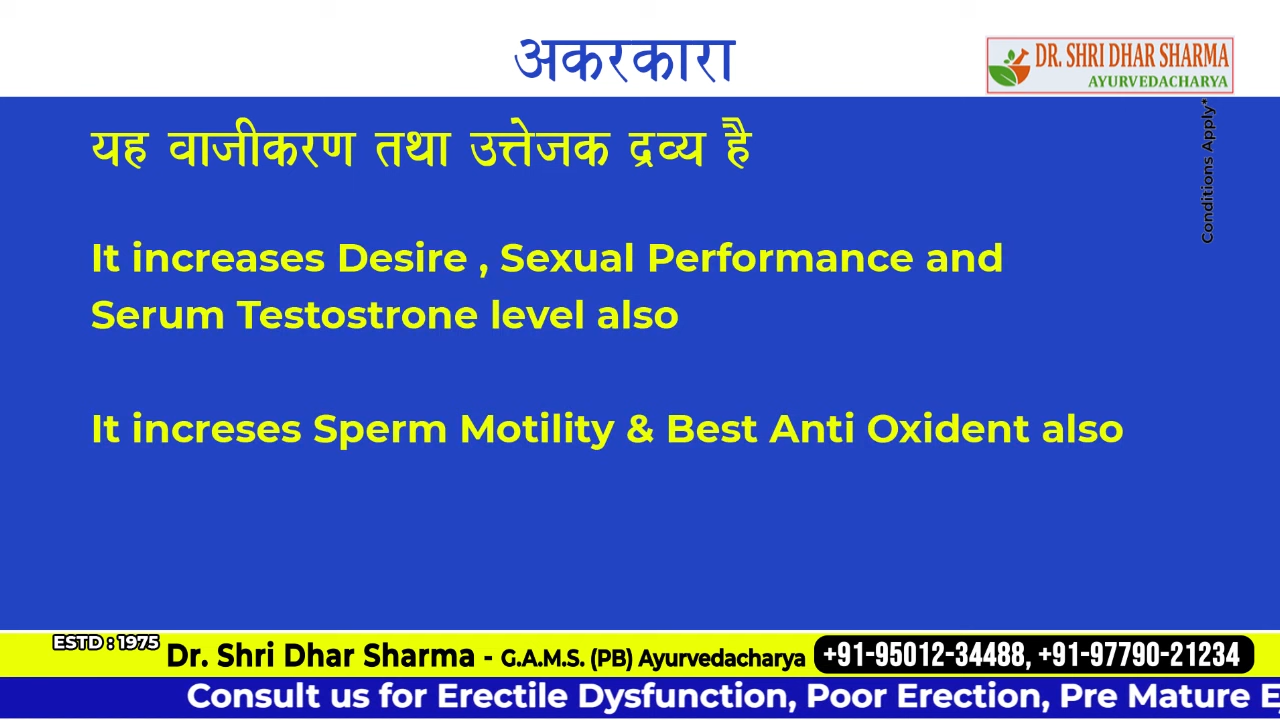 अकरकारा
DR. SHRI DHAR SHARMA
AYURVEDACHARYA
Conditions Apply*
यह वाजीकरण तथा उत्तेजक द्रव्य है
It increases Desire , Sexual Performance and
Serum Testostrone level also
It increses Sperm Motility & Best Anti Oxident also
ESTD : 1975
Dr. Shri Dhar Sharma - G.A.M.S. (PB) Ayurvedacharya +91-95012-34488, +91-97790-21234
Consult us for Erectile Dysfunction, Poor Erection, Pre Mature